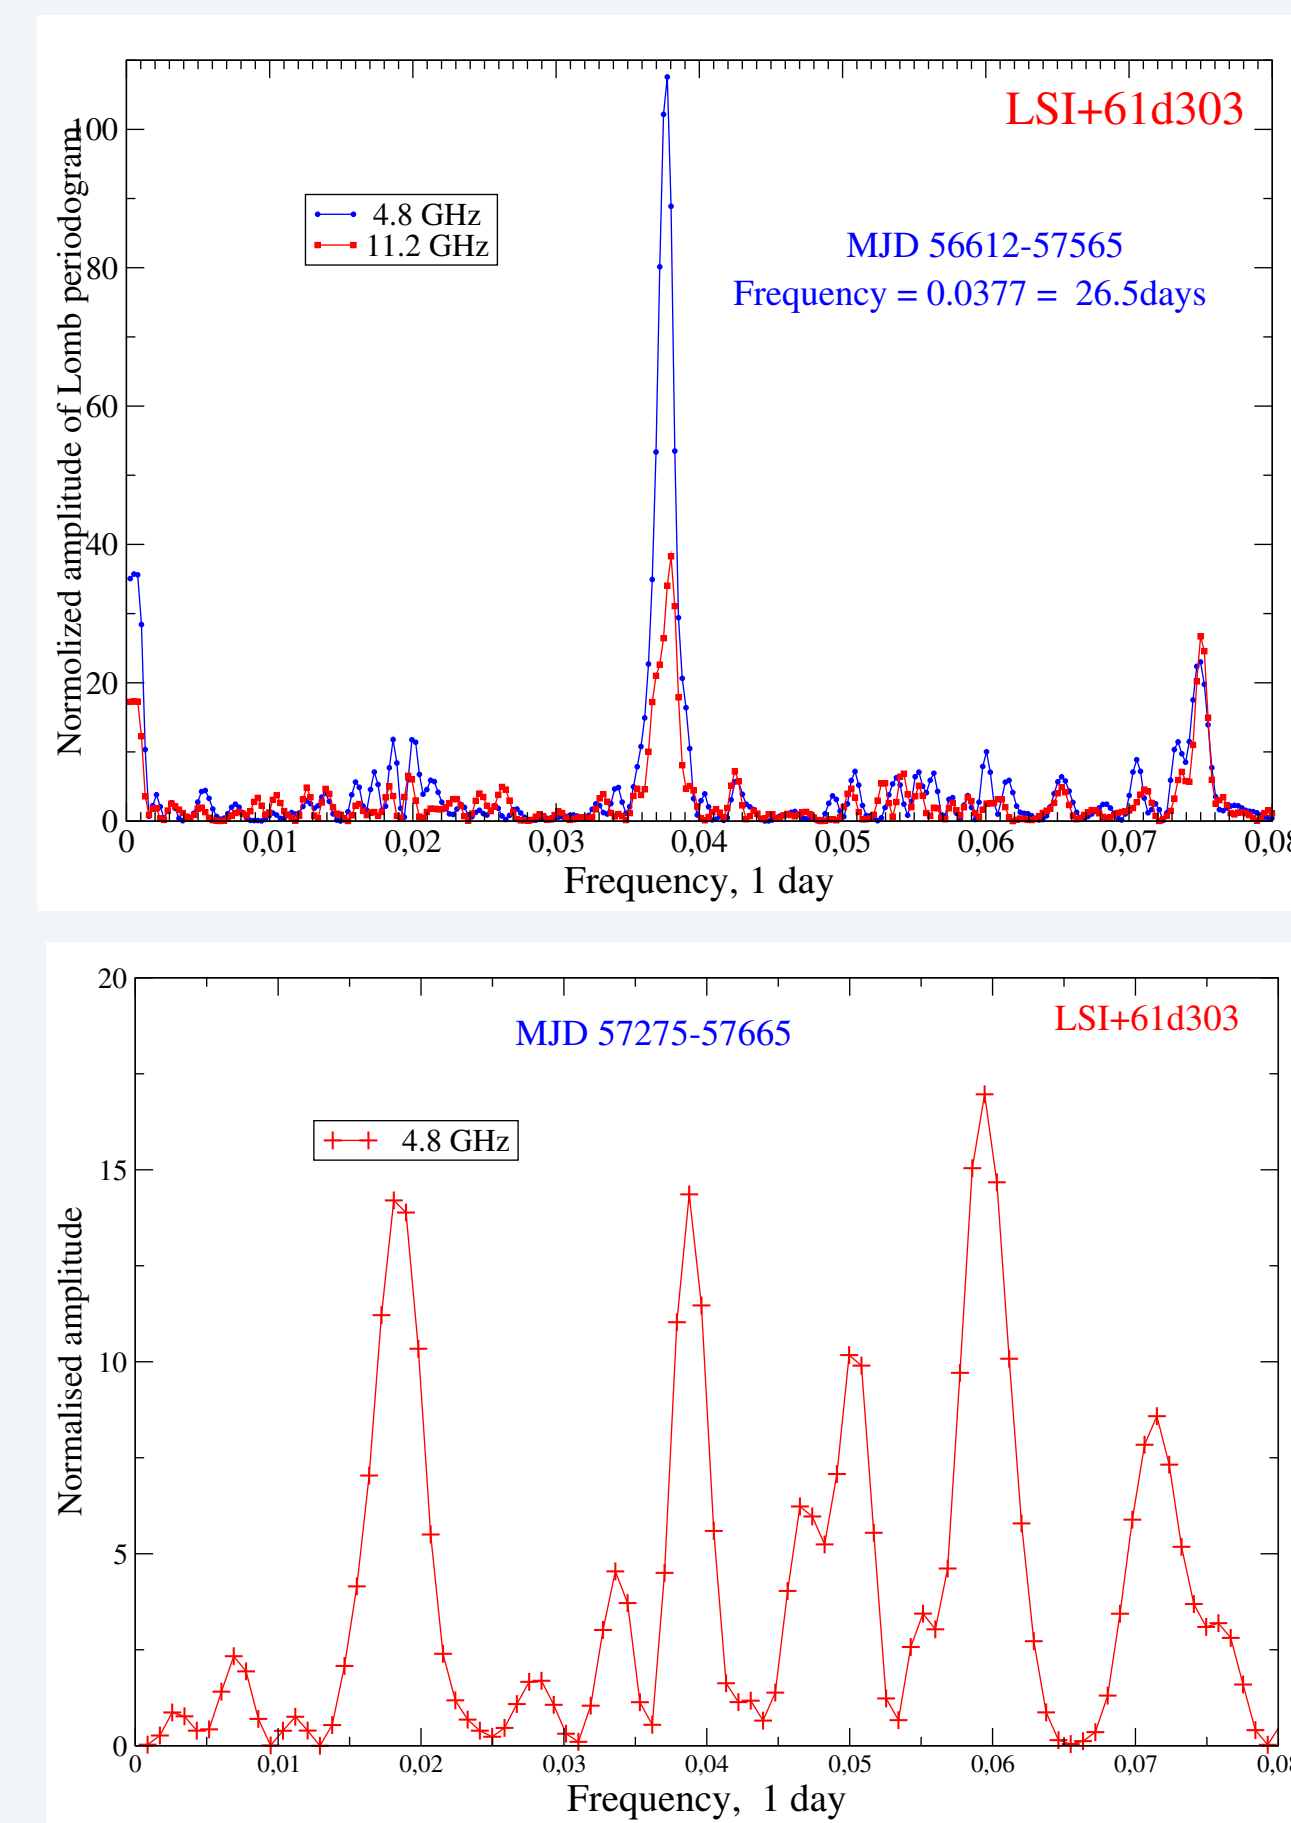 LSI+61d303
4.8 GHz
11.2 GHz
MJD 56612-57565
Frequency = 0.0377 = 26.5days
Normolized amplitude of Lomb periodogram
100
80
60
40
20
0
0 0,01 0,02 0,03 0,04 0,05 0,06 0,07 0,08
Frequency, 1 day
MJD 57275-57665
LSI+61d303
4.8 GHz
Normalised amplitude
20
15
10
5
0
0 0,01 0,02 0,03 0,04 0,05 0,06 0,07 0,08
Frequency, 1 day